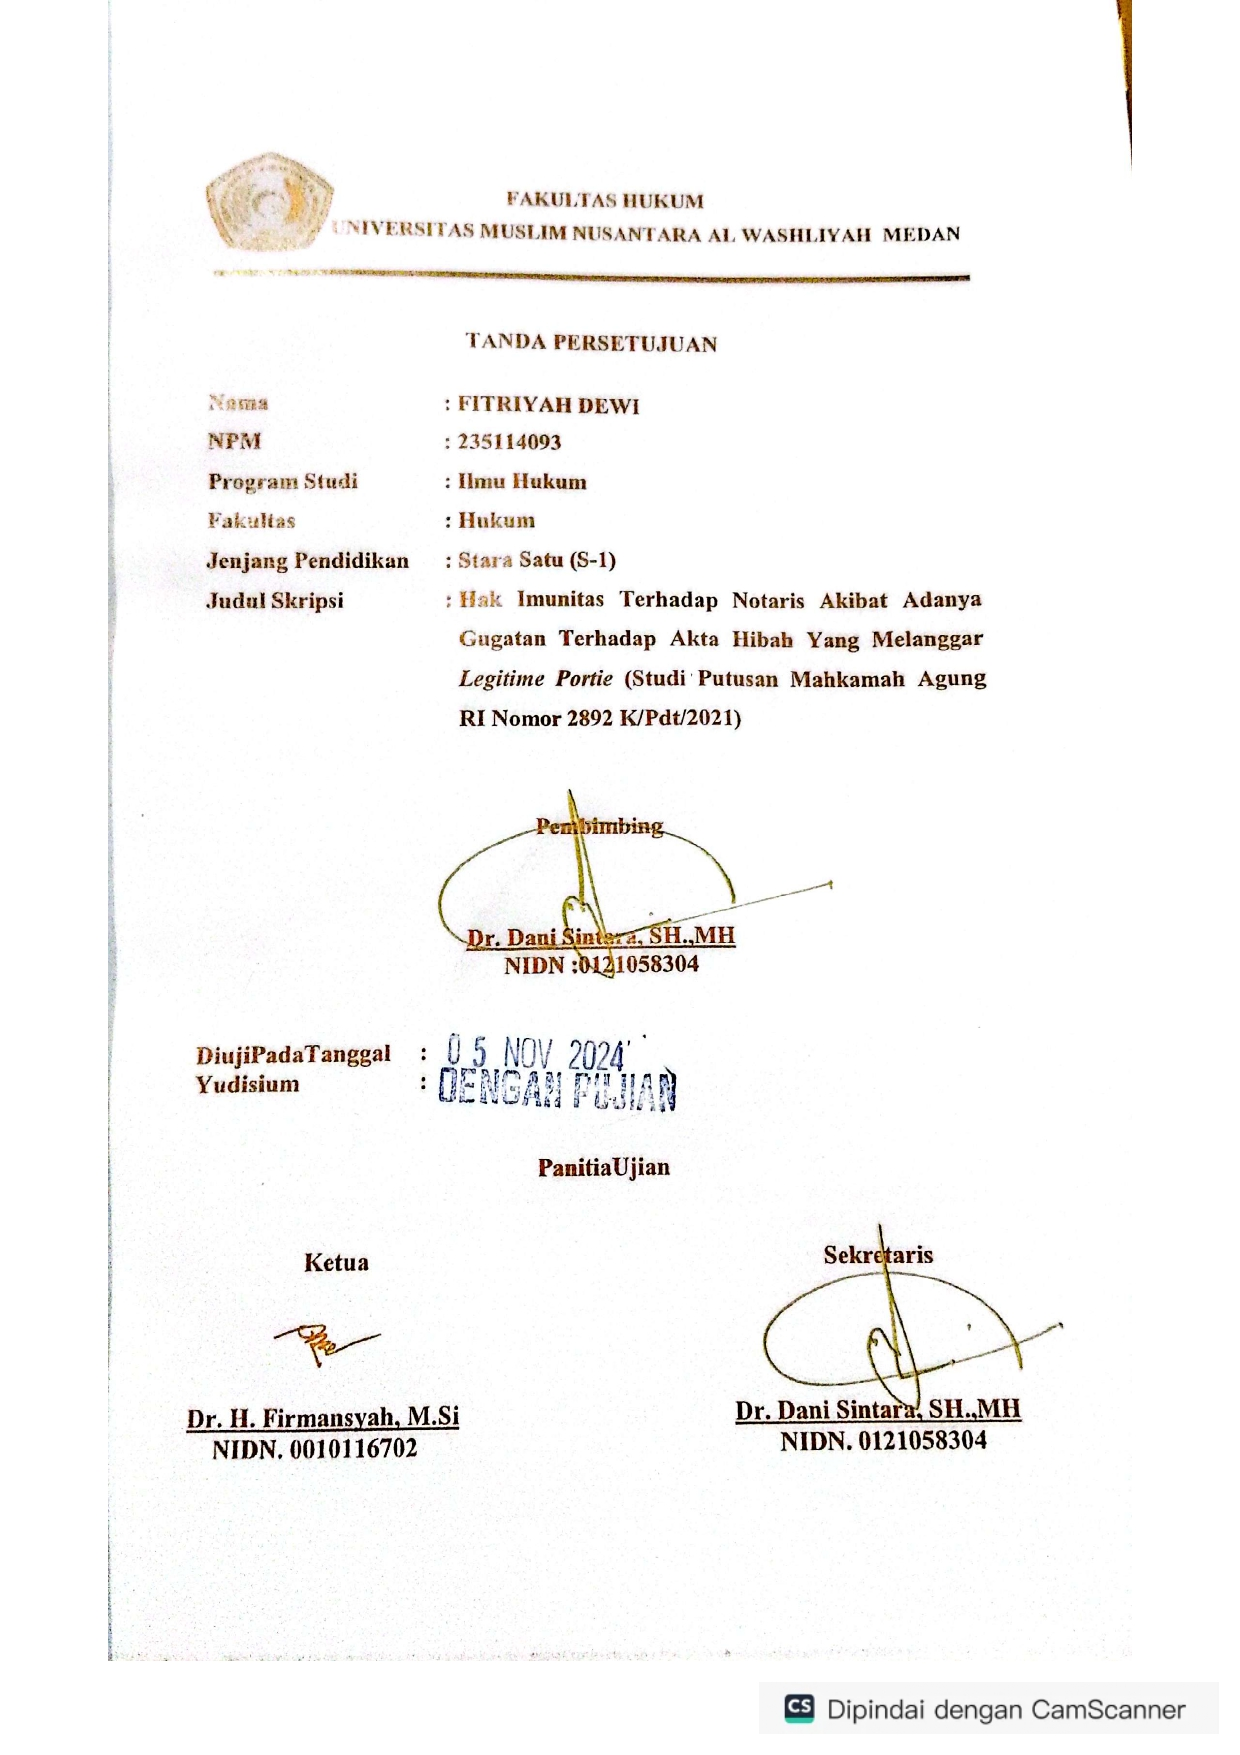 FAKULTAS HUKUM
UNIVERSITAS MUSLIM NUSANTARA AL WASHLIYAH MEDAN
TANDA PERSETUJUAN
Nama : FITRIYAH DEWI
NPM : 235114093
Program Studi : Ilmu Hukum
Fakultas : Hukum
Jenjang Pendidikan : Stara Satu (S-1)
Judul Skripsi : Hak Imunitas Terhadap Notaris Akibat Adanya
Gugatan Terhadap Akta Hibah Yang Melanggar
Legitime Portie (Studi Putusan Mahkamah Agung
RI Nomor 2892 K/Pdt/2021)
Pembimbing
Dr. Dani Sintara, SH.,MH
NIDN :0121058304
DiujiPadaTanggal : 05 NOV 2024
Yudisium : DENGAN PUJIAN
PanitiaUjian
Ketua
Sekretaris
Dr. H. Firmansyah, M.Si
NIDN. 0010116702
Dr. Dani Sintara, SH.,MH
NIDN. 0121058304
CS Dipindai dengan CamScanner